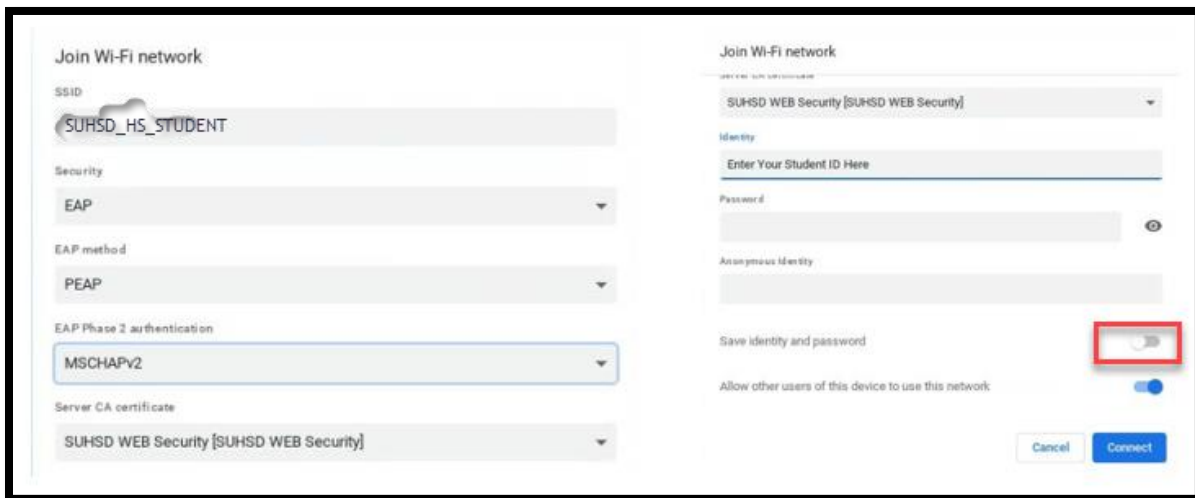 Join Wi-Fi network
SSID
SUHSD_HS_STUDENT
Security
EAP
EAP method
PEAP
EAP Phase 2 authentication
MSCHAPv2
Server CA certificate
SUHSD WEB Security [SUHSD WEB Security]
Join Wi-Fi network
Server CA certificate
SUHSD WEB Security [SUHSD WEB Security]
Identity
Enter Your Student ID Here
Password
Anonymous Identity
Save identity and password
Allow other users of this device to use this network
Cancel Connect